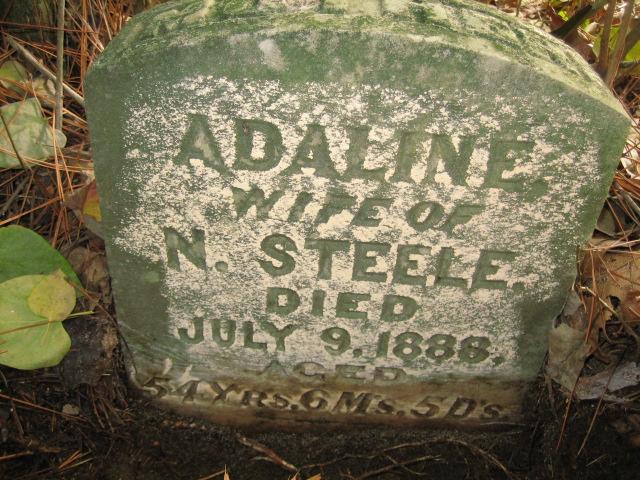 ADALINE.
WIFE OF
N. STEELE.
DIED
JULY 9, 1888,
AGED
54 YRS. 6 Ms. 5 D's.